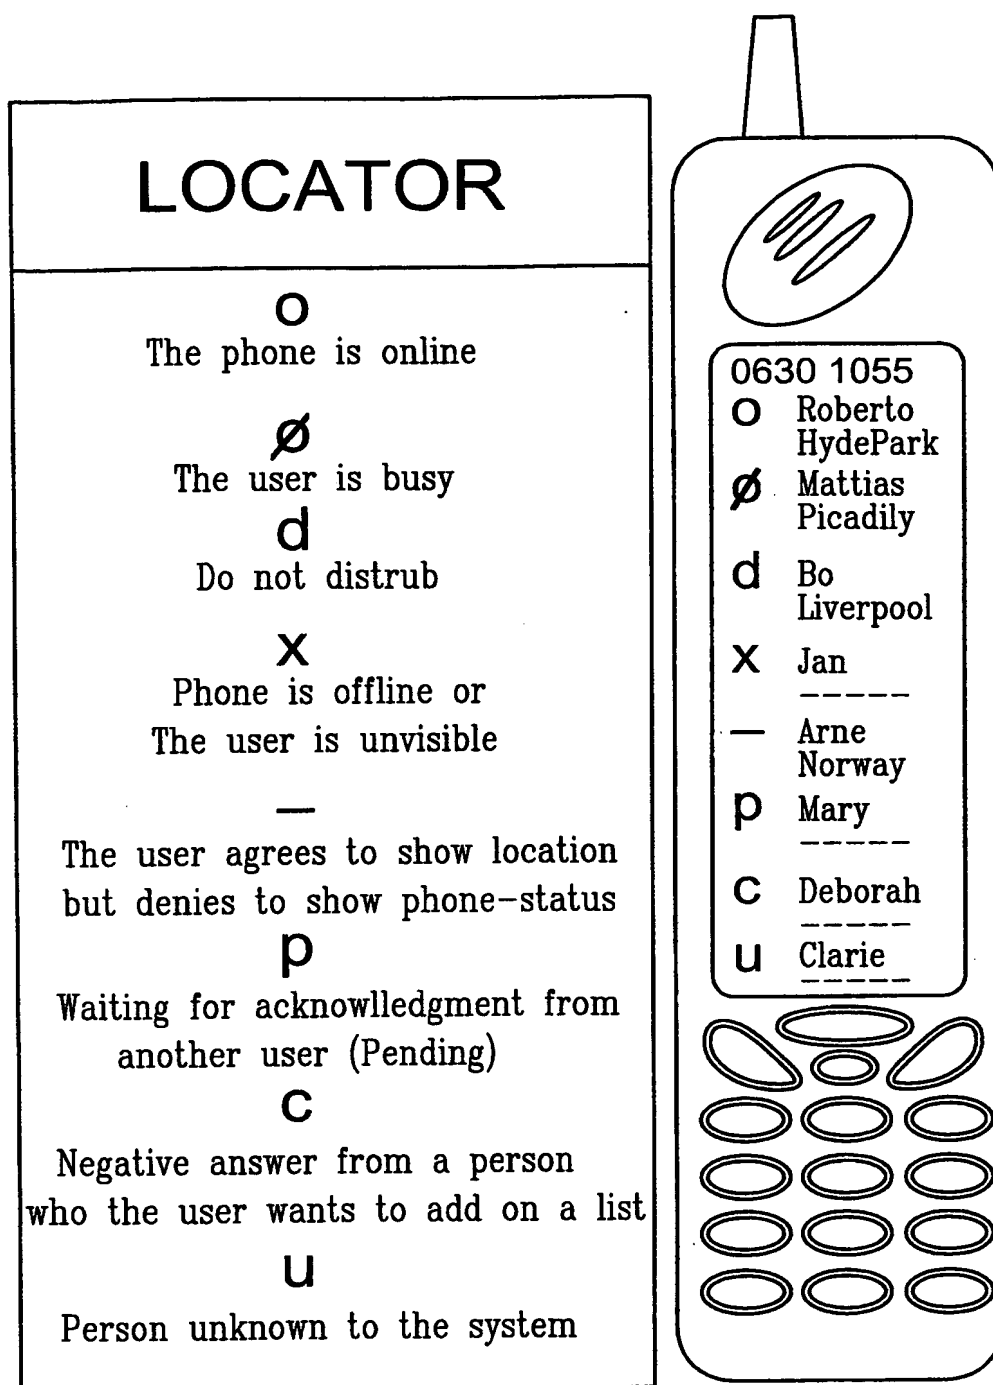 LOCATOR
o
The phone is online
ø
The user is busy
d
Do not distrub
x
Phone is offline or
The user is unvisible
—
The user agrees to show location
but denies to show phone-status
p
Waiting for acknowlledgment from
another user (Pending)
c
Negative answer from a person
who the user wants to add on a list
u
Person unknown to the system
0630 1055
o Roberto
HydePark
ø Mattias
Picadily
d Bo
Liverpool
x Jan
-----
— Arne
Norway
p Mary
-----
c Deborah
-----
u Clarie
-----